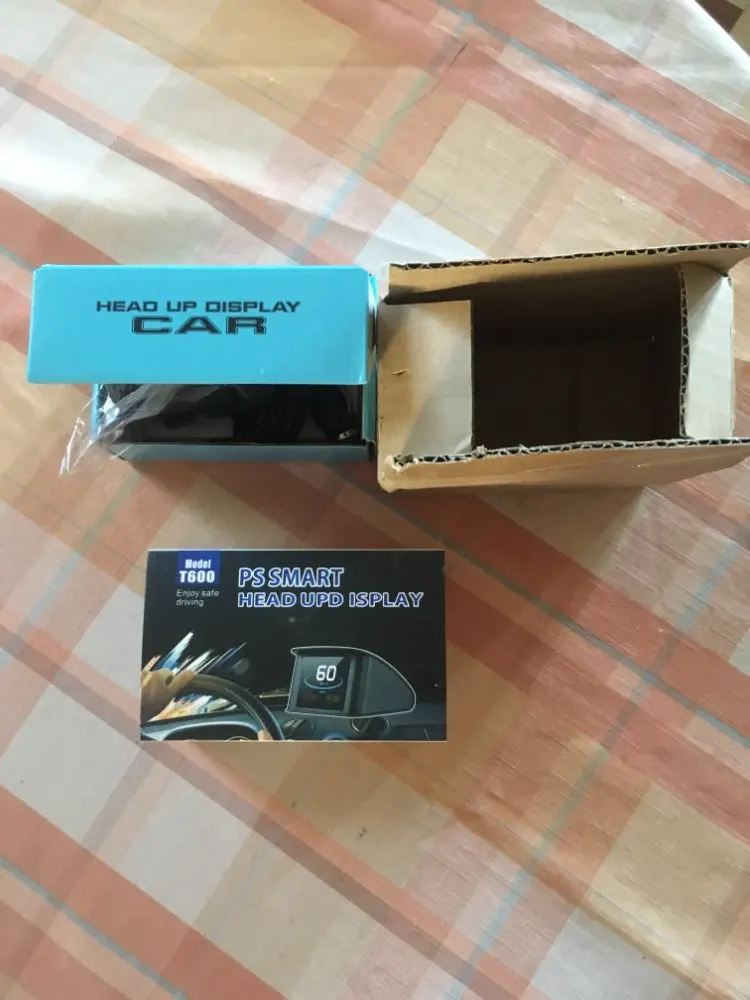 HEAD UP DISPLAY
CAR
Model
T600
Enjoy safe
driving
PS SMART
HEAD UPD ISPLAY
60